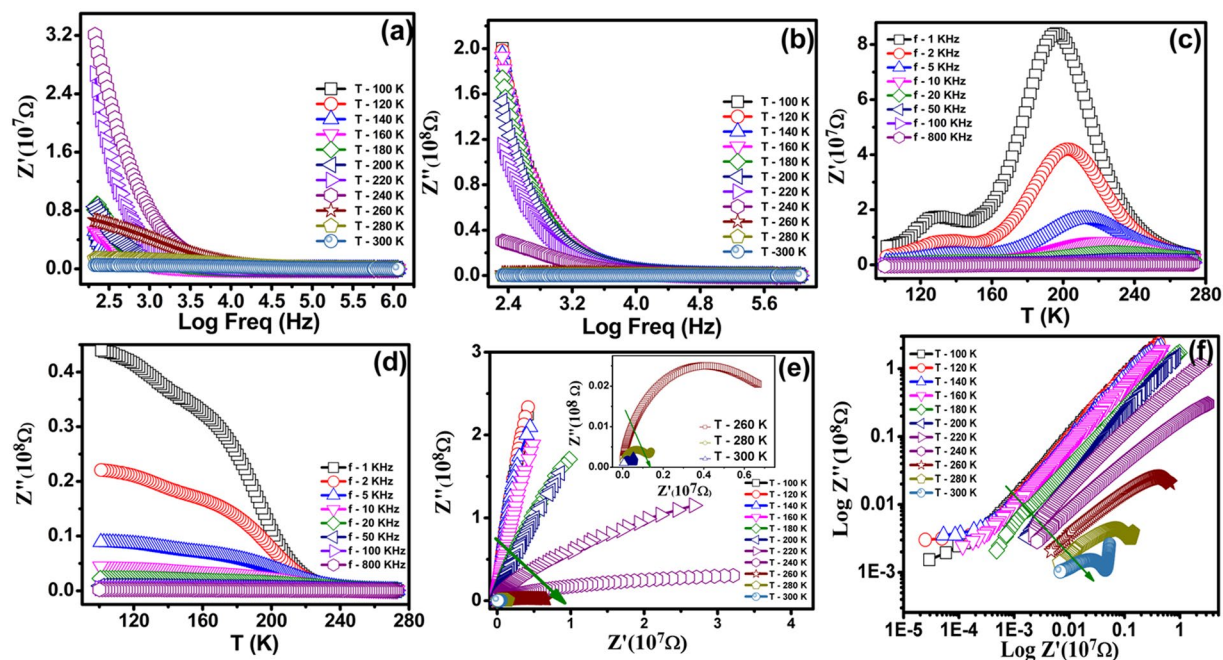 (a)
3.2
2.4
1.6
0.8
0.0
Z'(10⁷Ω)
T - 100 K
T - 120 K
T - 140 K
T - 160 K
T - 180 K
T - 200 K
T - 220 K
T - 240 K
T - 260 K
T - 280 K
T - 300 K
2.5 3.0 3.5 4.0 4.5 5.0 5.5 6.0
Log Freq (Hz)
(b)
2.0
1.6
1.2
0.8
0.4
0.0
Z''(10⁸Ω)
T - 100 K
T - 120 K
T - 140 K
T - 160 K
T - 180 K
T - 200 K
T - 220 K
T - 240 K
T - 260 K
T - 280 K
T -300 K
2.4 3.2 4.0 4.8 5.6
Log Freq (Hz)
(c)
8
6
4
2
0
Z'(10⁷Ω)
f - 1 KHz
f - 2 KHz
f - 5 KHz
f - 10 KHz
f - 20 KHz
f - 50 KHz
f - 100 KHz
f - 800 KHz
120 160 200 240 280
T (K)
(d)
0.4
0.3
0.2
0.1
0.0
Z''(10⁸Ω)
f - 1 KHz
f - 2 KHz
f - 5 KHz
f - 10 KHz
f - 20 KHz
f - 50 KHz
f - 100 KHz
f - 800 KHz
80 120 160 200 240 280
T (K)
(e)
3
2
1
0
Z''(10⁸Ω)
0.02
0.01
0.00
Z''(10⁸ Ω)
T - 260 K
T - 280 K
T - 300 K
0.0 0.2 0.4 0.6
Z'(10⁷Ω)
T - 100 K
T - 120 K
T - 140 K
T - 160 K
T - 180 K
T - 200 K
T - 220 K
T - 240 K
T - 260 K
T - 280 K
T - 300 K
0 1 2 3 4
Z'(10⁷Ω)
(f)
1
0.1
0.01
1E-3
Log Z''(10⁸Ω)
T - 100 K
T - 120 K
T - 140 K
T - 160 K
T - 180 K
T - 200 K
T - 220 K
T - 240 K
T - 260 K
T - 280 K
T - 300 K
1E-5 1E-4 1E-3 0.01 0.1 1
Log Z'(10⁷Ω)